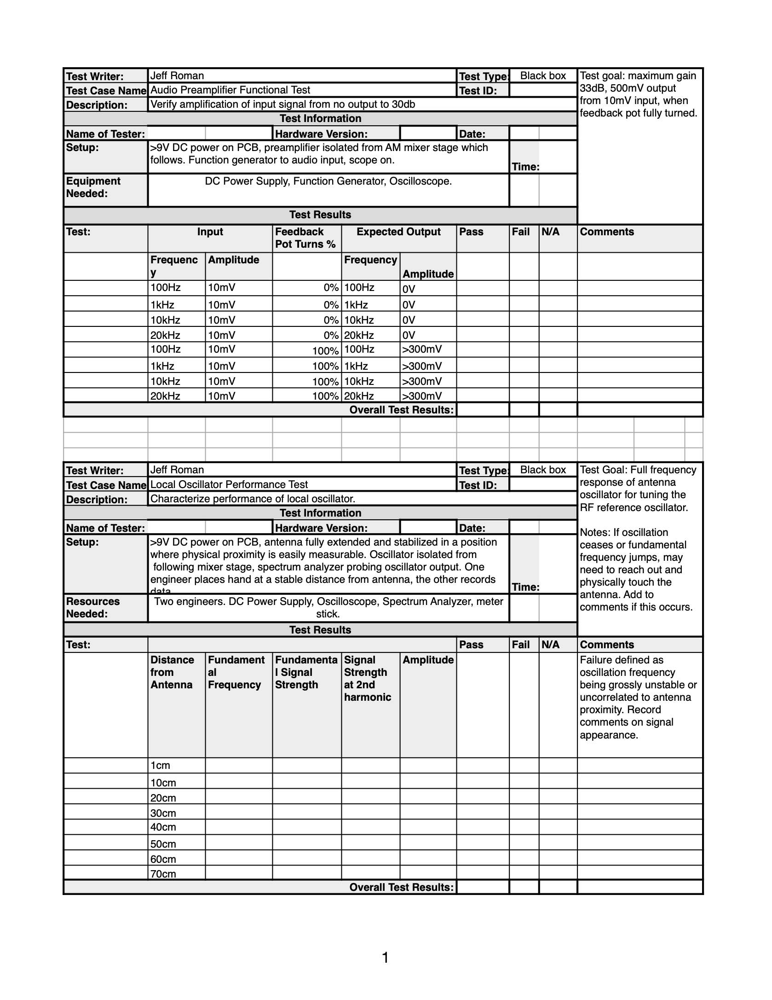 Test Writer: Jeff Roman Test Type: Black box
Test goal: maximum gain
33dB, 500mV output
from 10mV input, when
feedback pot fully turned.
Test Case Name Audio Preamplifier Functional Test Test ID:
Description: Verify amplification of input signal from no output to 30db
Test Information
Name of Tester: Hardware Version: Date:
Setup: >9V DC power on PCB, preamplifier isolated from AM mixer stage which
follows. Function generator to audio input, scope on.
Time:
Equipment
Needed:
DC Power Supply, Function Generator, Oscilloscope.
Test Results
Test: Input Feedback
Pot Turns %
Expected Output Pass Fail N/A Comments
Frequenc
y
Amplitude Frequency Amplitude
100Hz 10mV 0% 100Hz 0V
1kHz 10mV 0% 1kHz 0V
10kHz 10mV 0% 10kHz 0V
20kHz 10mV 0% 20kHz 0V
100Hz 10mV 100% 100Hz >300mV
1kHz 10mV 100% 1kHz >300mV
10kHz 10mV 100% 10kHz >300mV
20kHz 10mV 100% 20kHz >300mV
Overall Test Results:
Test Writer: Jeff Roman Test Type: Black box
Test Goal: Full frequency
response of antenna
oscillator for tuning the
RF reference oscillator.
Notes: If oscillation
ceases or fundamental
frequency jumps, may
need to reach out and
physically touch the
antenna. Add to
comments if this occurs.
Test Case Name Local Oscillator Performance Test Test ID:
Description: Characterize performance of local oscillator.
Test Information
Name of Tester: Hardware Version: Date:
Setup: >9V DC power on PCB, antenna fully extended and stabilized in a position
where physical proximity is easily measurable. Oscillator isolated from
following mixer stage, spectrum analyzer probing oscillator output. One
engineer places hand at a stable distance from antenna, the other records
data
Time:
Resources
Needed:
Two engineers. DC Power Supply, Oscilloscope, Spectrum Analyzer, meter
stick.
Test Results
Test: Pass Fail N/A Comments
Distance
from
Antenna
Fundament
al
Frequency
Fundamenta
l Signal
Strength
Signal
Strength
at 2nd
harmonic
Amplitude
Failure defined as
oscillation frequency
being grossly unstable or
uncorrelated to antenna
proximity. Record
comments on signal
appearance.
1cm
10cm
20cm
30cm
40cm
50cm
60cm
70cm
Overall Test Results:
1